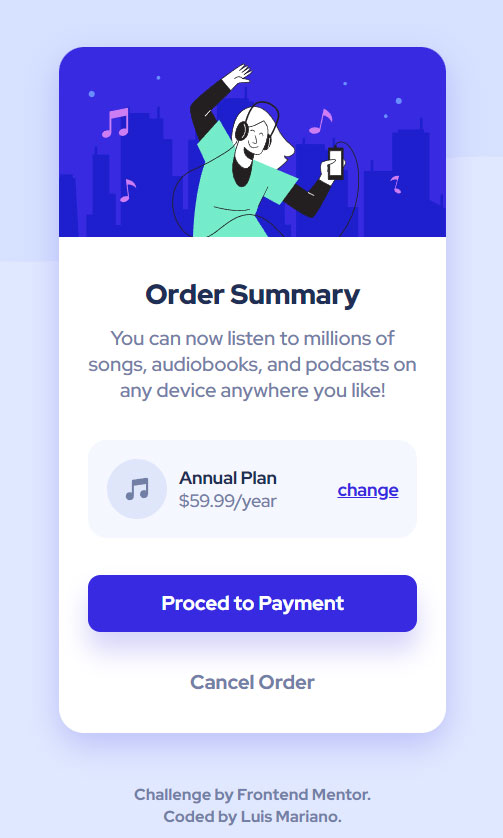 Order Summary
You can now listen to millions of
songs, audiobooks, and podcasts on
any device anywhere you like!
Annual Plan
$59.99/year
change
Proced to Payment
Cancel Order
Challenge by Frontend Mentor.
Coded by Luis Mariano.